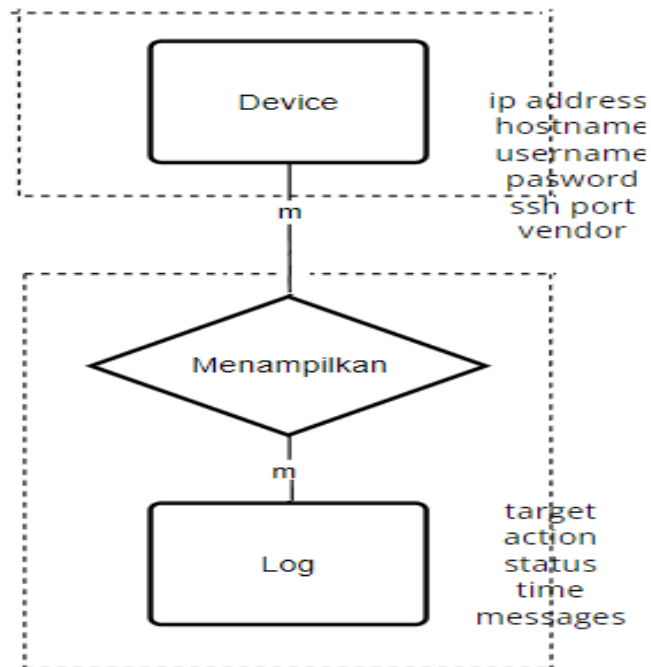 Device
ip address
hostname
username
pasword
ssh port
vendor
m
Menampilkan
m
Log
target
action
status
time
messages